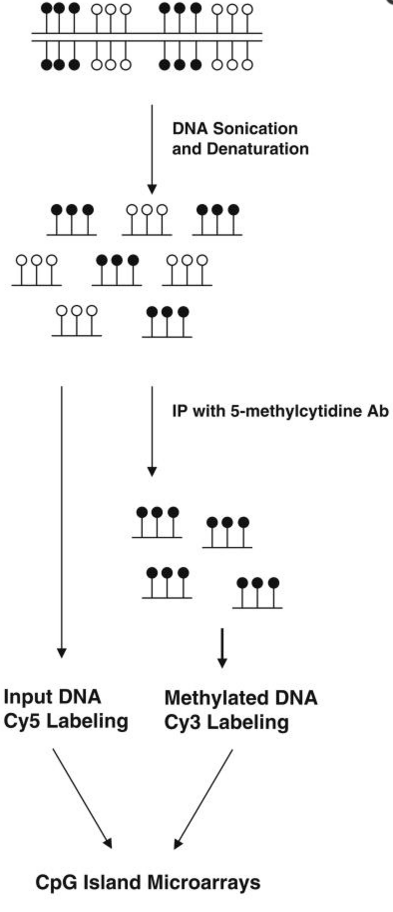 DNA Sonication
and Denaturation
IP with 5-methylcytidine Ab
Input DNA
Cy5 Labeling
Methylated DNA
Cy3 Labeling
CpG Island Microarrays